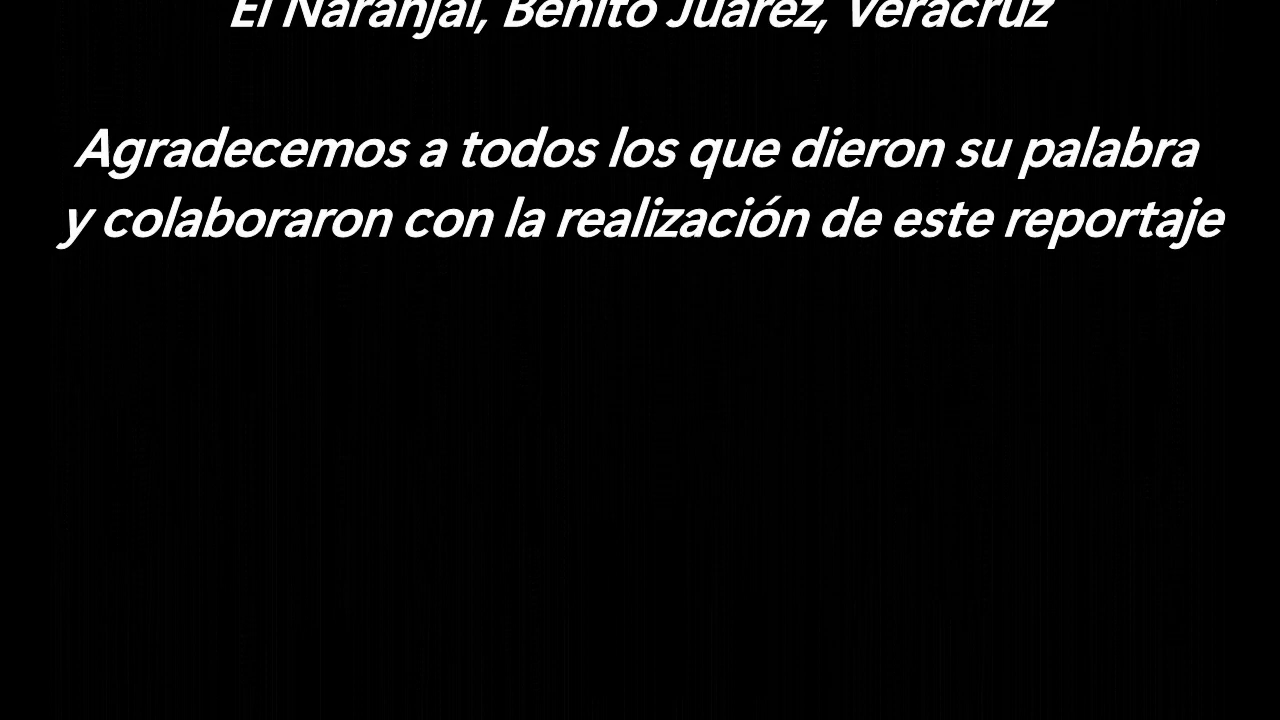 El Naranjal, Benito Juárez, Veracruz
Agradecemos a todos los que dieron su palabra
y colaboraron con la realización de este reportaje